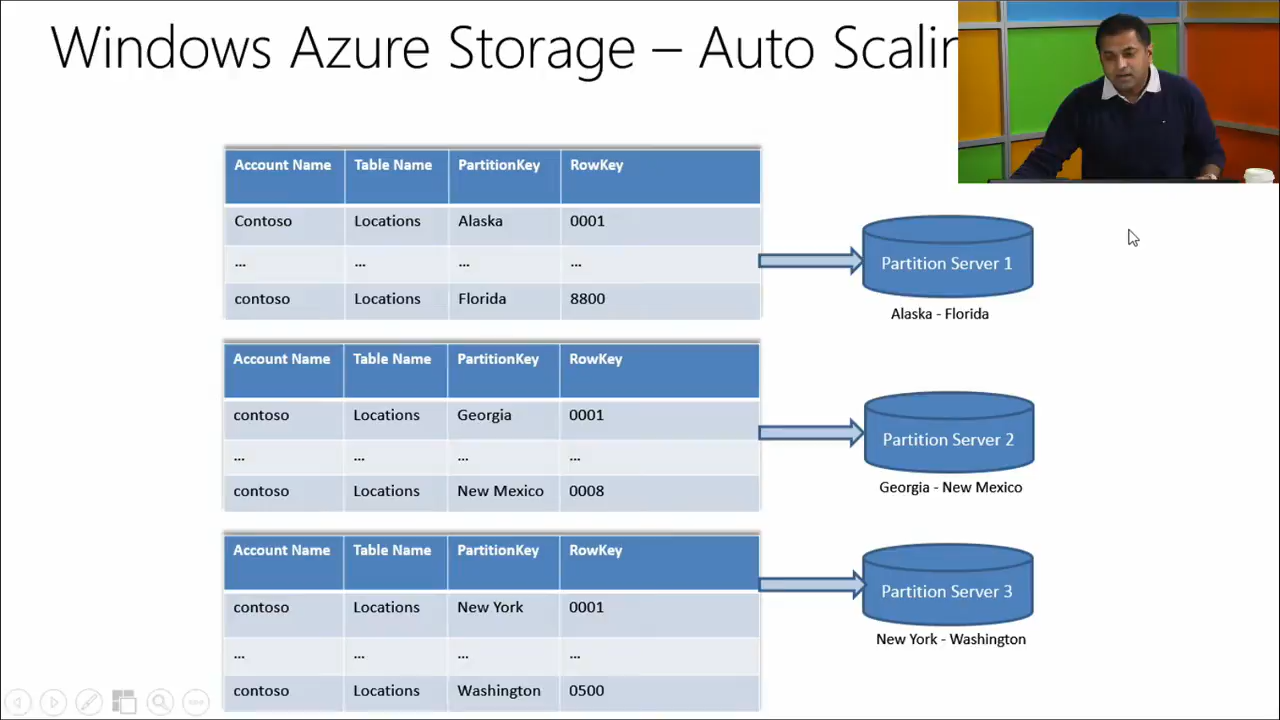 Windows Azure Storage – Auto Scalin
Account Name Table Name PartitionKey RowKey
Contoso Locations Alaska 0001
... ... ... ...
contoso Locations Florida 8800
Partition Server 1
Alaska - Florida
Account Name Table Name PartitionKey RowKey
contoso Locations Georgia 0001
... ... ... ...
contoso Locations New Mexico 0008
Partition Server 2
Georgia - New Mexico
Account Name Table Name PartitionKey RowKey
contoso Locations New York 0001
... ... ... ...
contoso Locations Washington 0500
Partition Server 3
New York - Washington